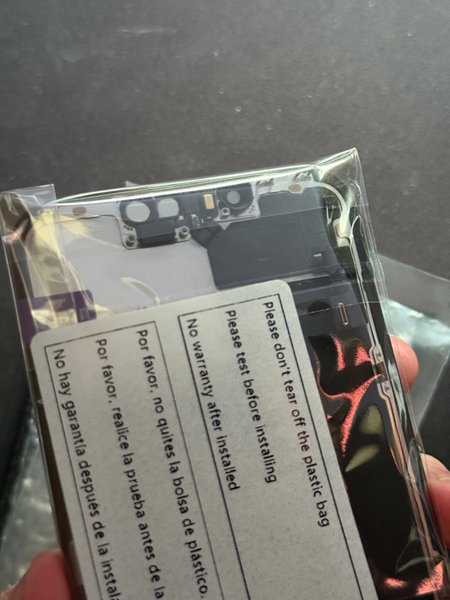 Please don't tear off the plastic bag
Please test before installing
No warranty after installed
Por favor, no quites la bolsa de plástico.
Por favor, realice la prueba antes de la
No hay garantía después de la instala